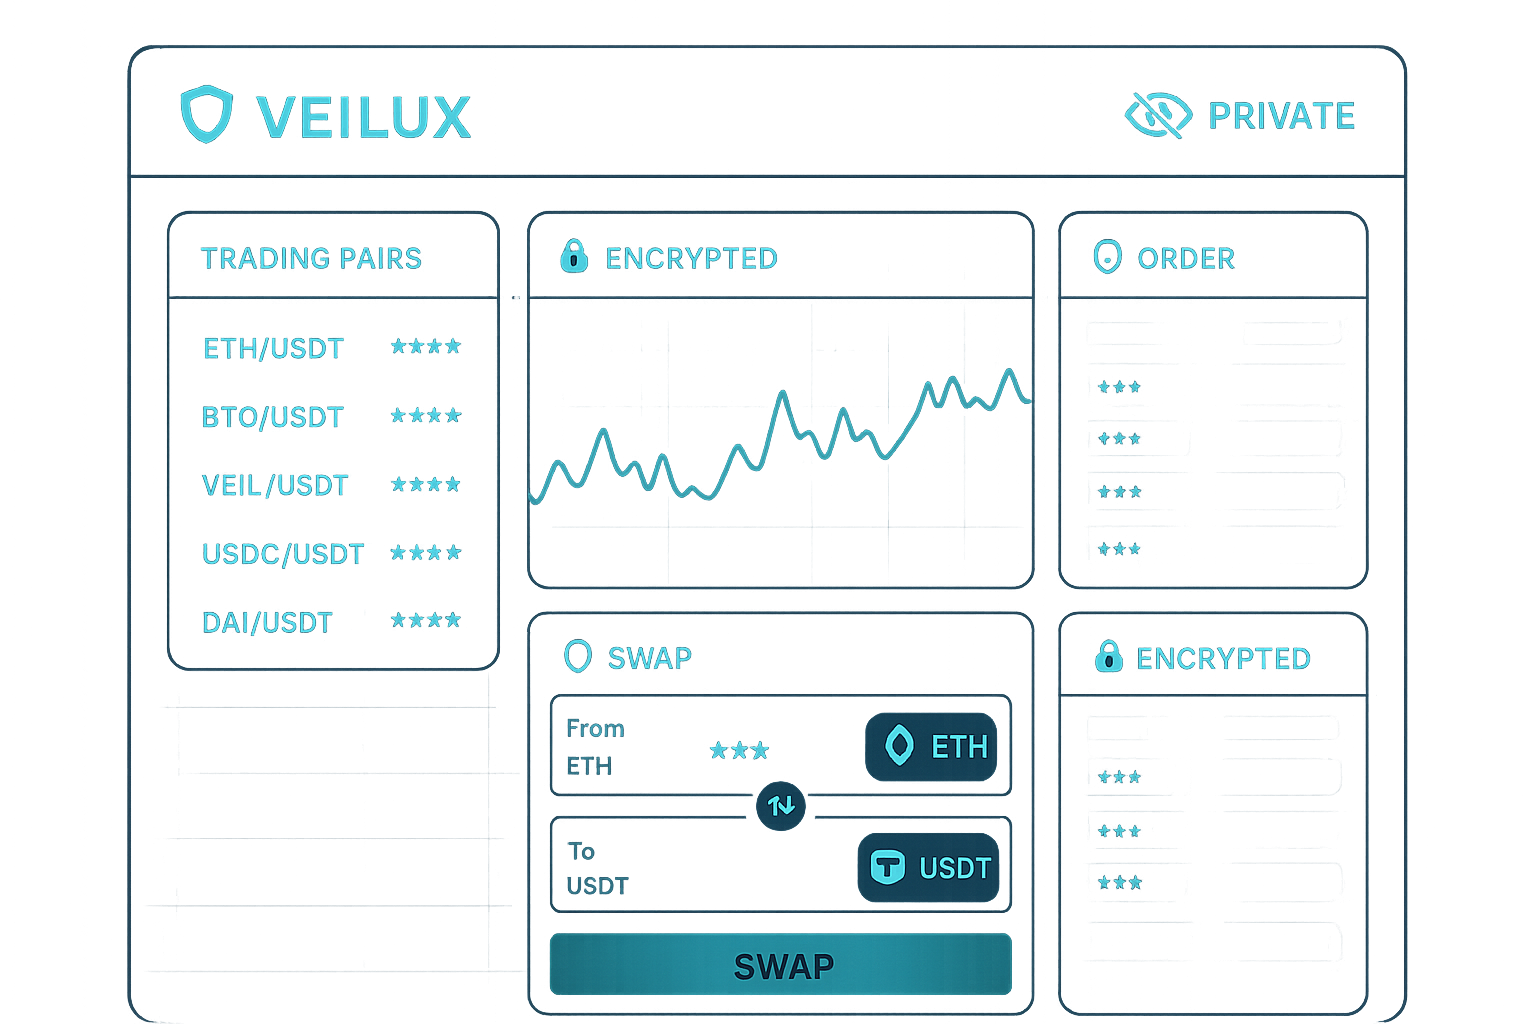 VEILUX
PRIVATE
TRADING PAIRS
ETH/USDT ★★★★
BTO/USDT ★★★★
VEIL/USDT ★★★★
USDC/USDT ★★★★
DAI/USDT ★★★★
ENCRYPTED
ORDER
★★★
★★★
★★★
★★★
SWAP
From
ETH
★★★
ETH
To
USDT
USDT
SWAP
ENCRYPTED
★★★
★★★
★★★